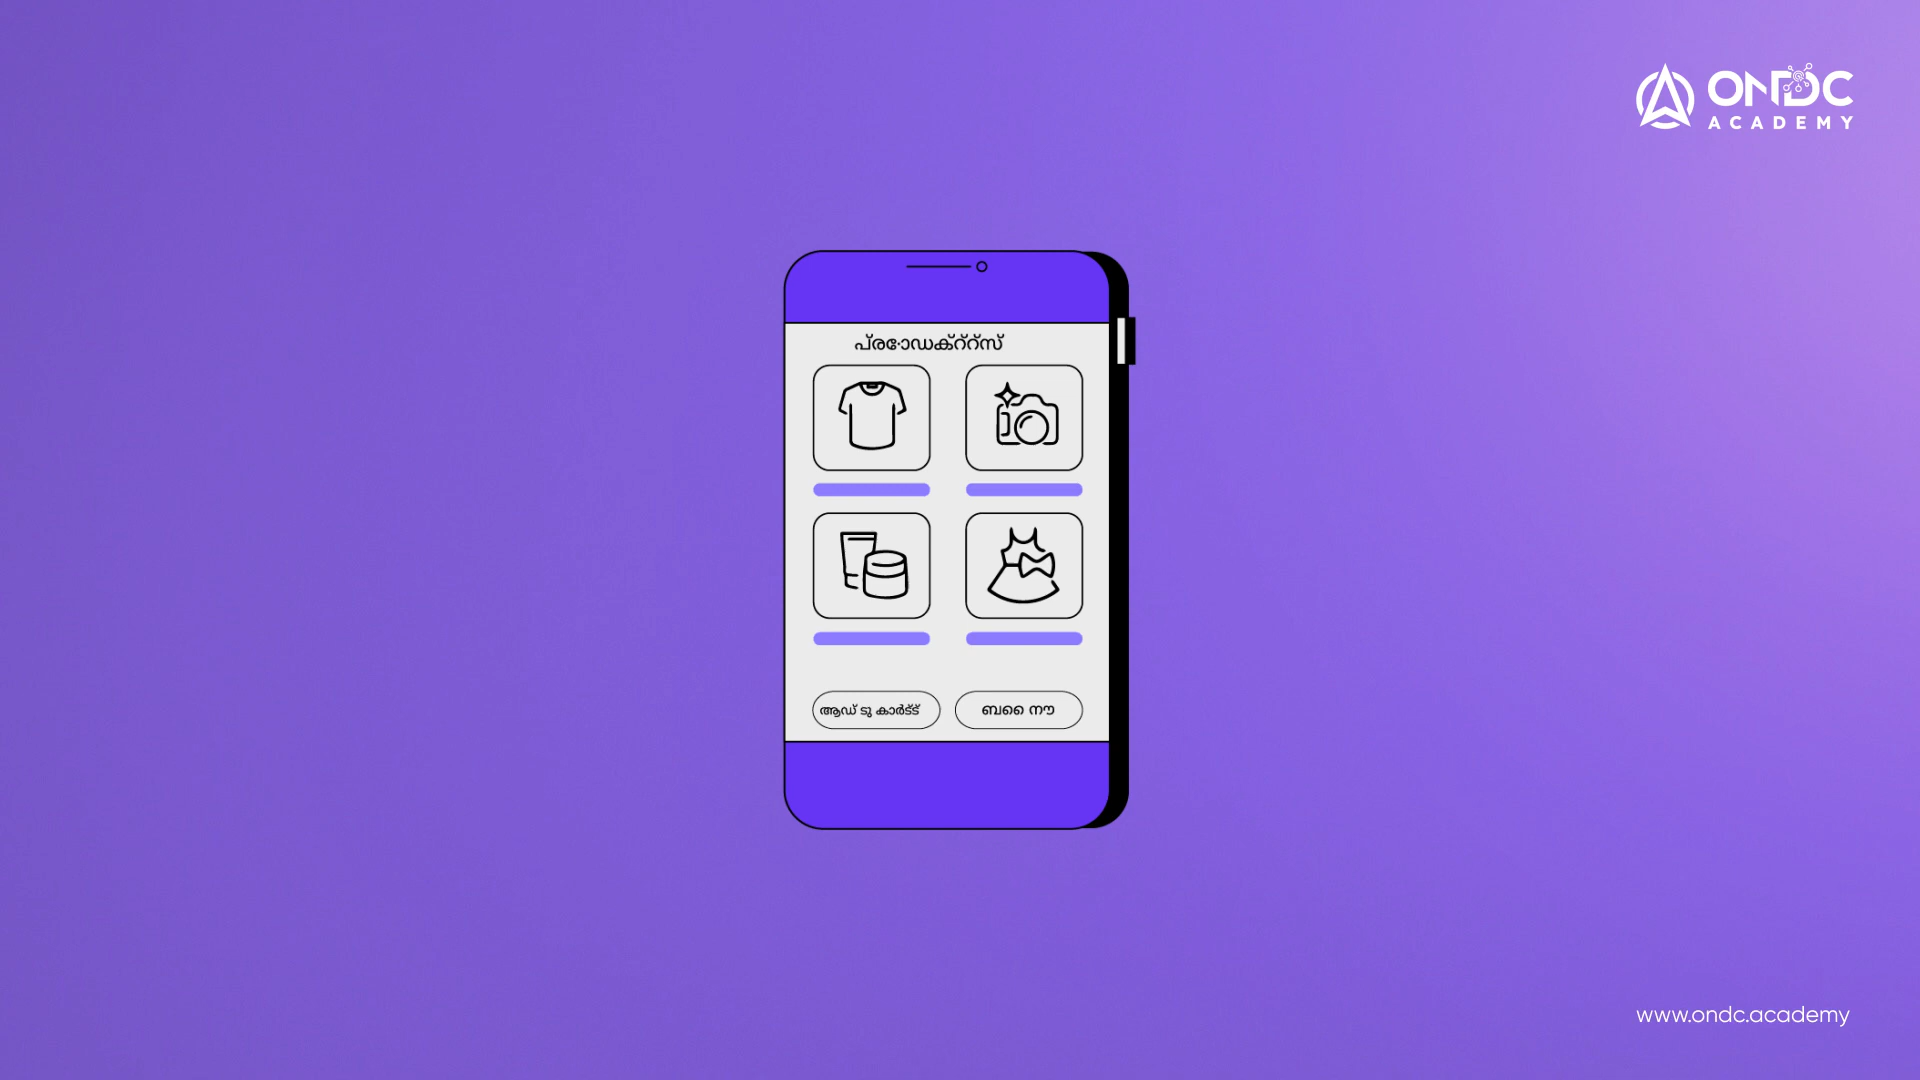 ONDC
ACADEMY
പ്രോഡക്റ്റ്സ്
ആഡ് ടു കാർട്ട്
ബൈ നൗ
www.ondc.academy